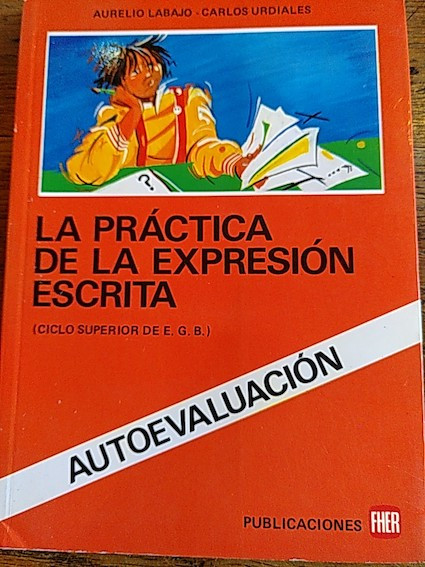 AURELIO LABAJO - CARLOS URDIALES
?
LA PRÁCTICA
DE LA EXPRESIÓN
ESCRITA
(CICLO SUPERIOR DE E. G. B.)
AUTOEVALUACIÓN
PUBLICACIONES FHER